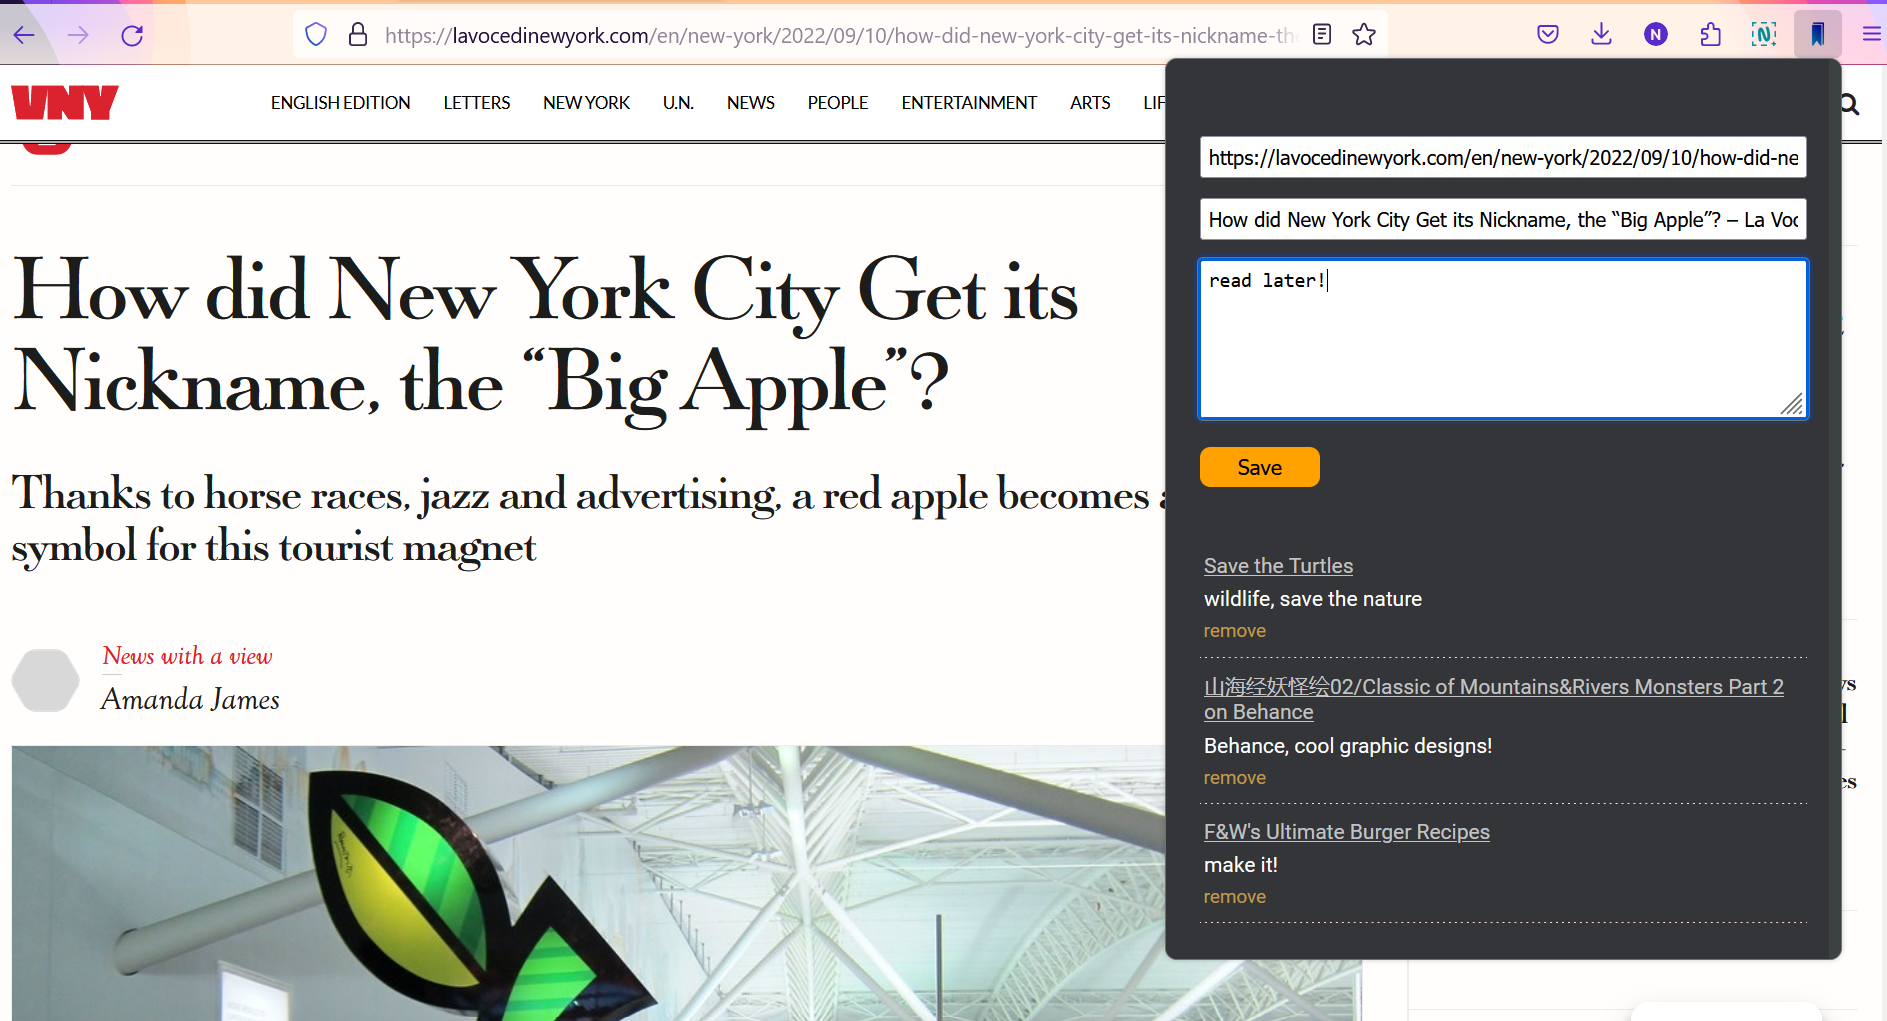 https://lavocedinewyork.com/en/new-york/2022/09/10/how-did-new-york-city-get-its-nickname-th
N
N
VNY
ENGLISH EDITION LETTERS NEW YORK U.N. NEWS PEOPLE ENTERTAINMENT ARTS LIF
How did New York City Get its
Nickname, the “Big Apple”?
Thanks to horse races, jazz and advertising, a red apple becomes a
symbol for this tourist magnet
News with a view
Amanda James
https://lavocedinewyork.com/en/new-york/2022/09/10/how-did-ne
How did New York City Get its Nickname, the “Big Apple”? – La Voc
read later!
Save
Save the Turtles
wildlife, save the nature
remove
山海经妖怪绘02/Classic of Mountains&Rivers Monsters Part 2
on Behance
Behance, cool graphic designs!
remove
F&W's Ultimate Burger Recipes
make it!
remove